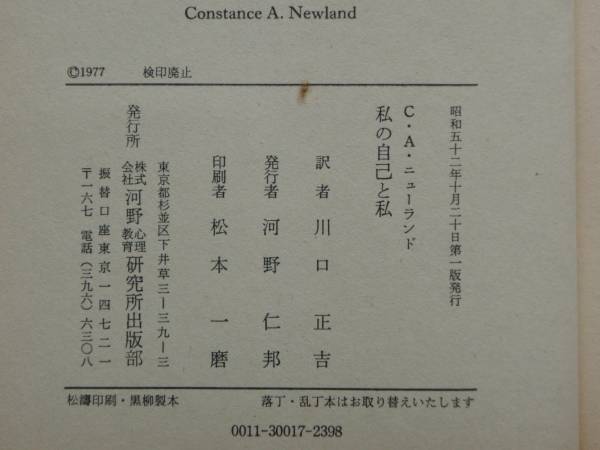 Constance A. Newland
©1977 検印廃止
昭和五十二年十月二十日第一版発行
C・A・ニューランド
私の自己と私
訳者 川口 正吉
発行者 河野 仁邦
印刷者 松本 一磨
東京都杉並区下井草三ー三九ー三
発行所 株式会社 河野心理教育研究所出版部
振替口座東京一四七二一
〒一六七 電話(三九六)六三〇八
松濤印刷・黒柳製本
落丁・乱丁本はお取り替えいたします
0011-30017-2398